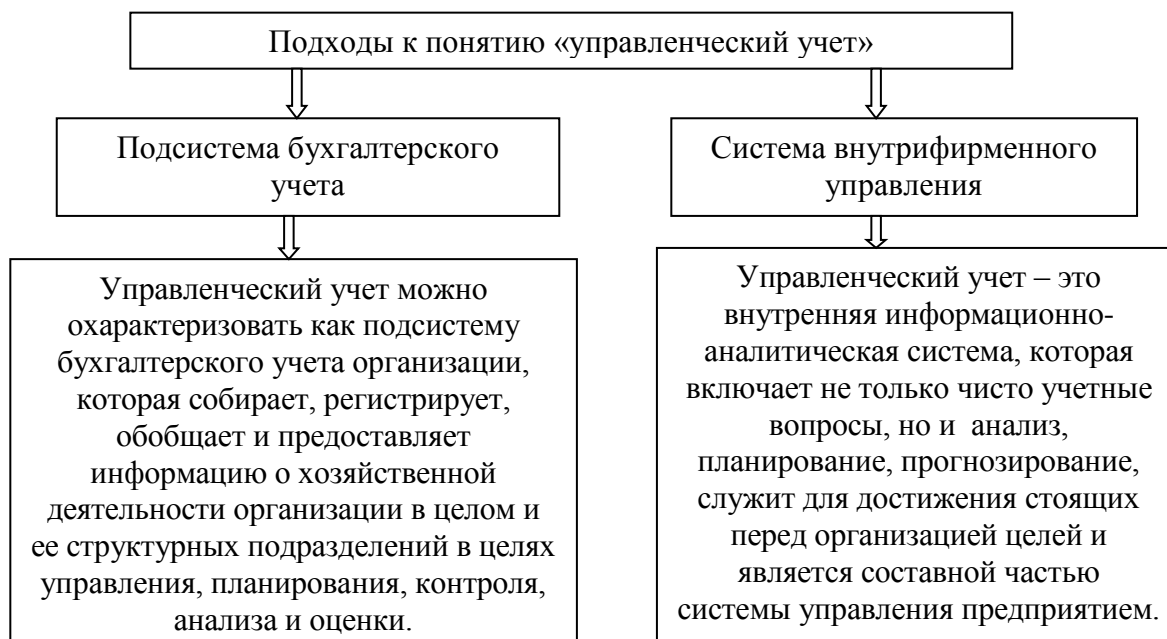 Подходы к понятию «управленческий учет»
Подсистема бухгалтерского
учета
Система внутрифирменного
управления
Управленческий учет можно
охарактеризовать как подсистему
бухгалтерского учета организации,
которая собирает, регистрирует,
обобщает и предоставляет
информацию о хозяйственной
деятельности организации в целом и
ее структурных подразделений в целях
управления, планирования, контроля,
анализа и оценки.
Управленческий учет – это
внутренняя информационно-
аналитическая система, которая
включает не только чисто учетные
вопросы, но и  анализ,
планирование, прогнозирование,
служит для достижения стоящих
перед организацией целей и
является составной частью
системы управления предприятием.